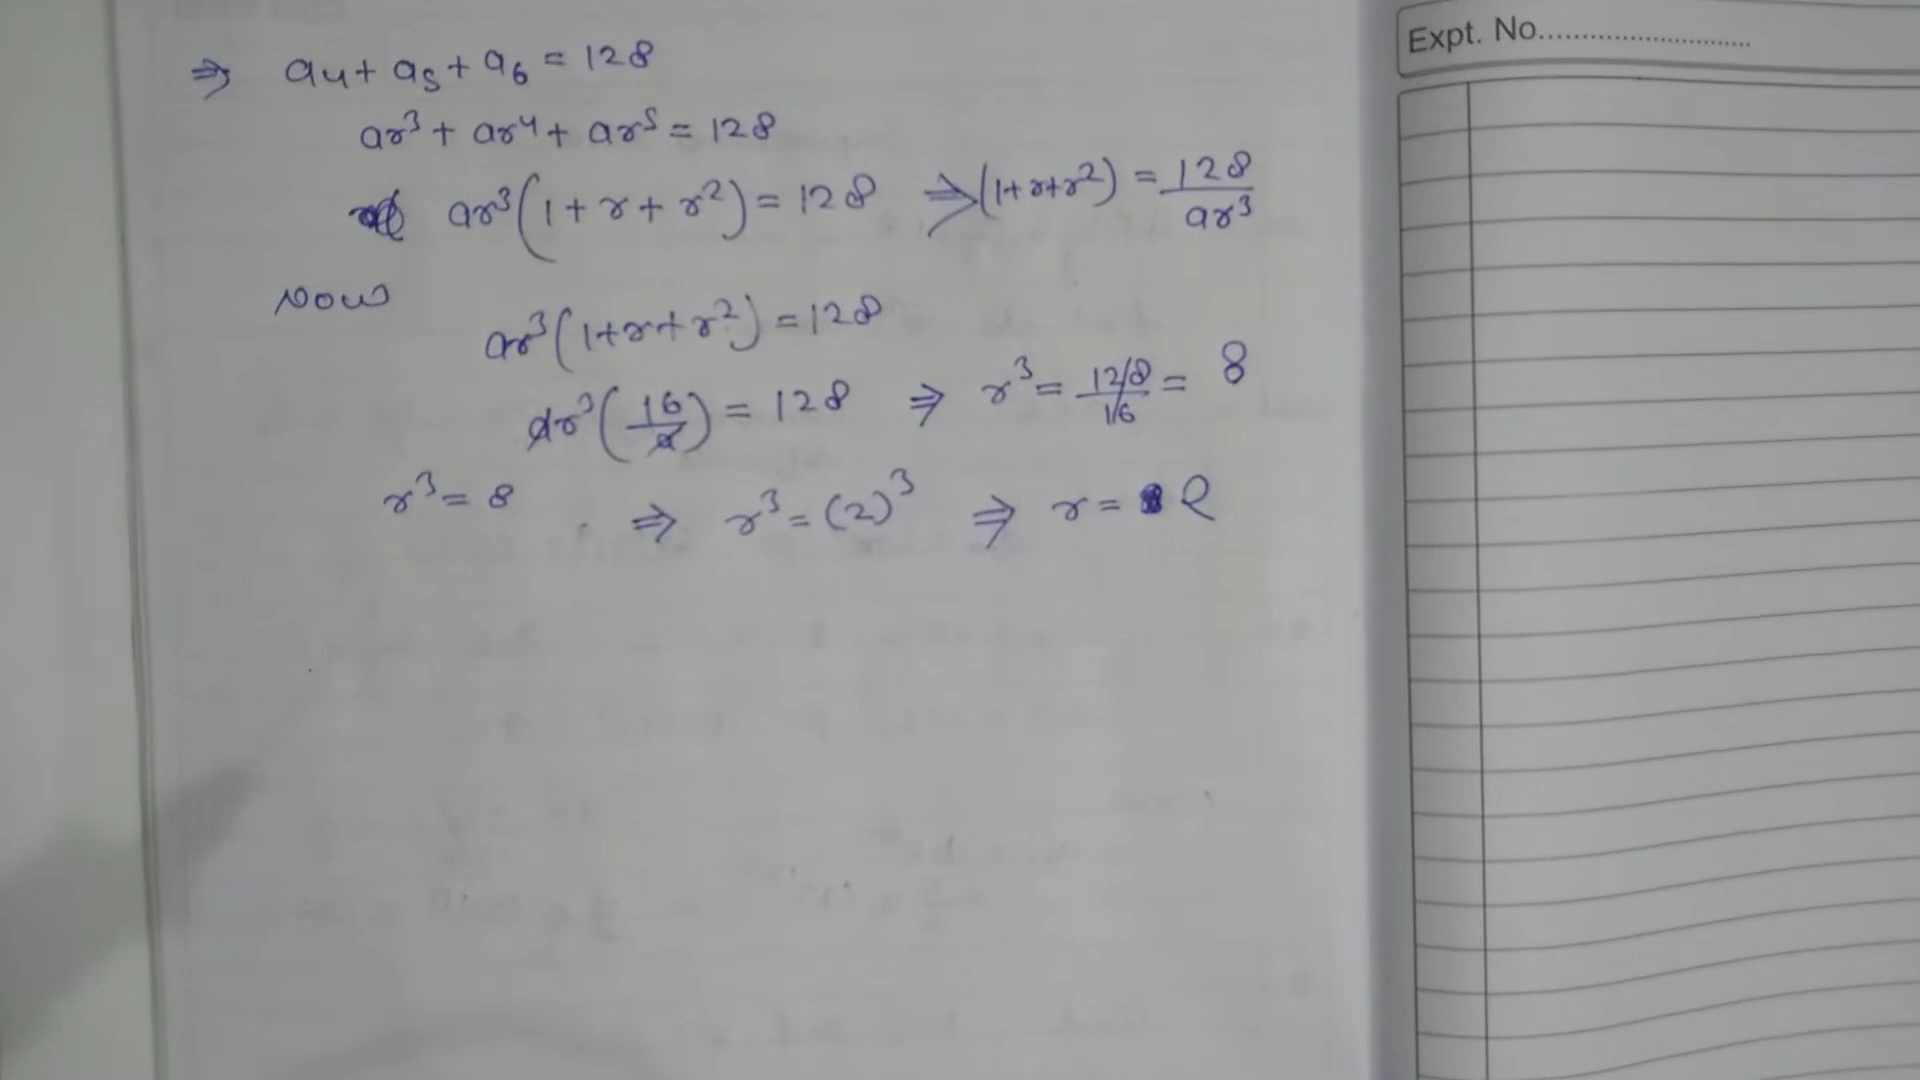 ⇒ a4 + a5 + a6 = 128
ar³ + ar⁴ + ar⁵ = 128
ar³(1 + r + r²) = 128 ⇒ (1+r+r²) = 128/ar³
Now
ar³(1+r+r²) = 128
ar³(16/a) = 128 ⇒ r³ = 128/16 = 8
r³ = 8 ⇒ r³ = (2)³ ⇒ r = 2
Expt. No..............................